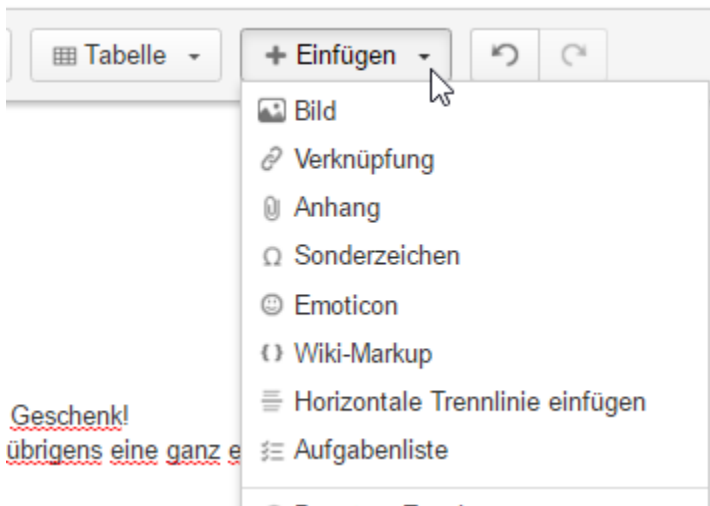 Tabelle
Einfügen
Bild
Verknüpfung
Anhang
Sonderzeichen
Emoticon
Wiki-Markup
Horizontale Trennlinie einfügen
Aufgabenliste
Geschenk!
übrigens eine ganz e